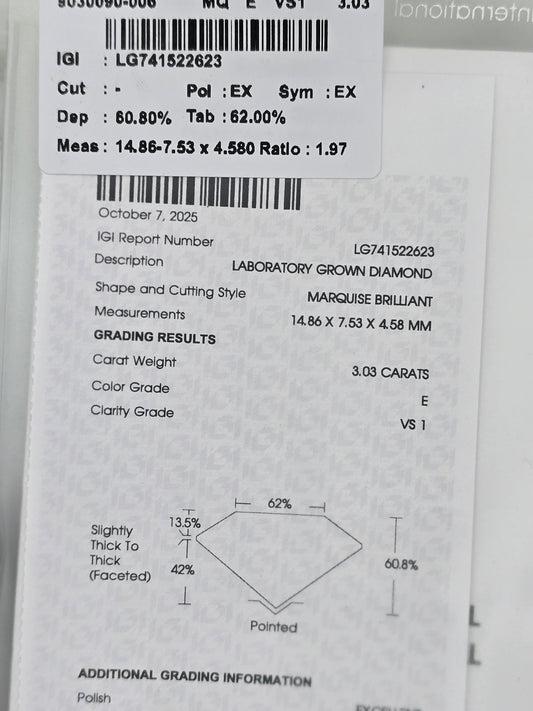 9030090-006 MQ E VS1 3.03
IGI : LG741522623
Cut : - Pol : EX Sym : EX
Dep : 60.80% Tab : 62.00%
Meas : 14.86-7.53 x 4.580 Ratio : 1.97
International
October 7, 2025
IGI Report Number LG741522623
Description LABORATORY GROWN DIAMOND
Shape and Cutting Style MARQUISE BRILLIANT
Measurements 14.86 X 7.53 X 4.58 MM
GRADING RESULTS
Carat Weight 3.03 CARATS
Color Grade E
Clarity Grade VS 1
62%
13.5%
Slightly
Thick To
Thick
(Faceted)
42%
60.8%
Pointed
ADDITIONAL GRADING INFORMATION
Polish EXCELLENT
L
L